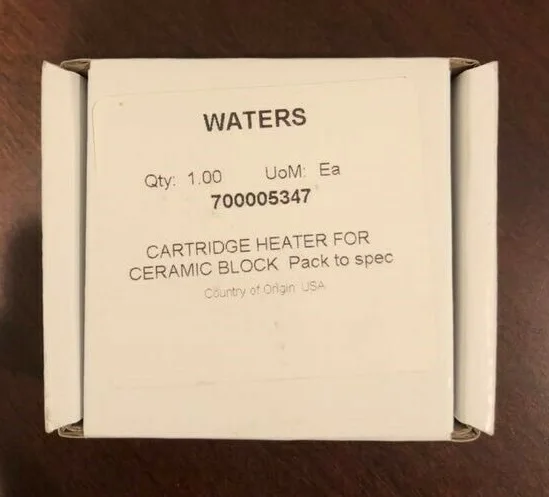 WATERS
Qty: 1.00 UoM: Ea
700005347
CARTRIDGE HEATER FOR
CERAMIC BLOCK Pack to spec
Country of Origin: USA